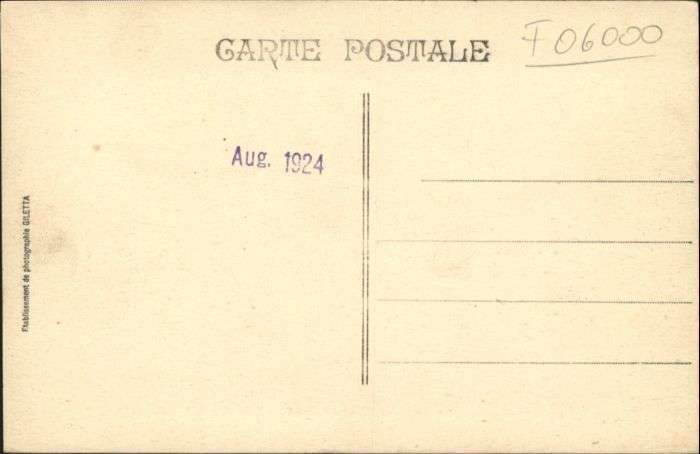 CARTE POSTALE
F 06000
Aug. 1924
Etablissement de photographie GILETTA